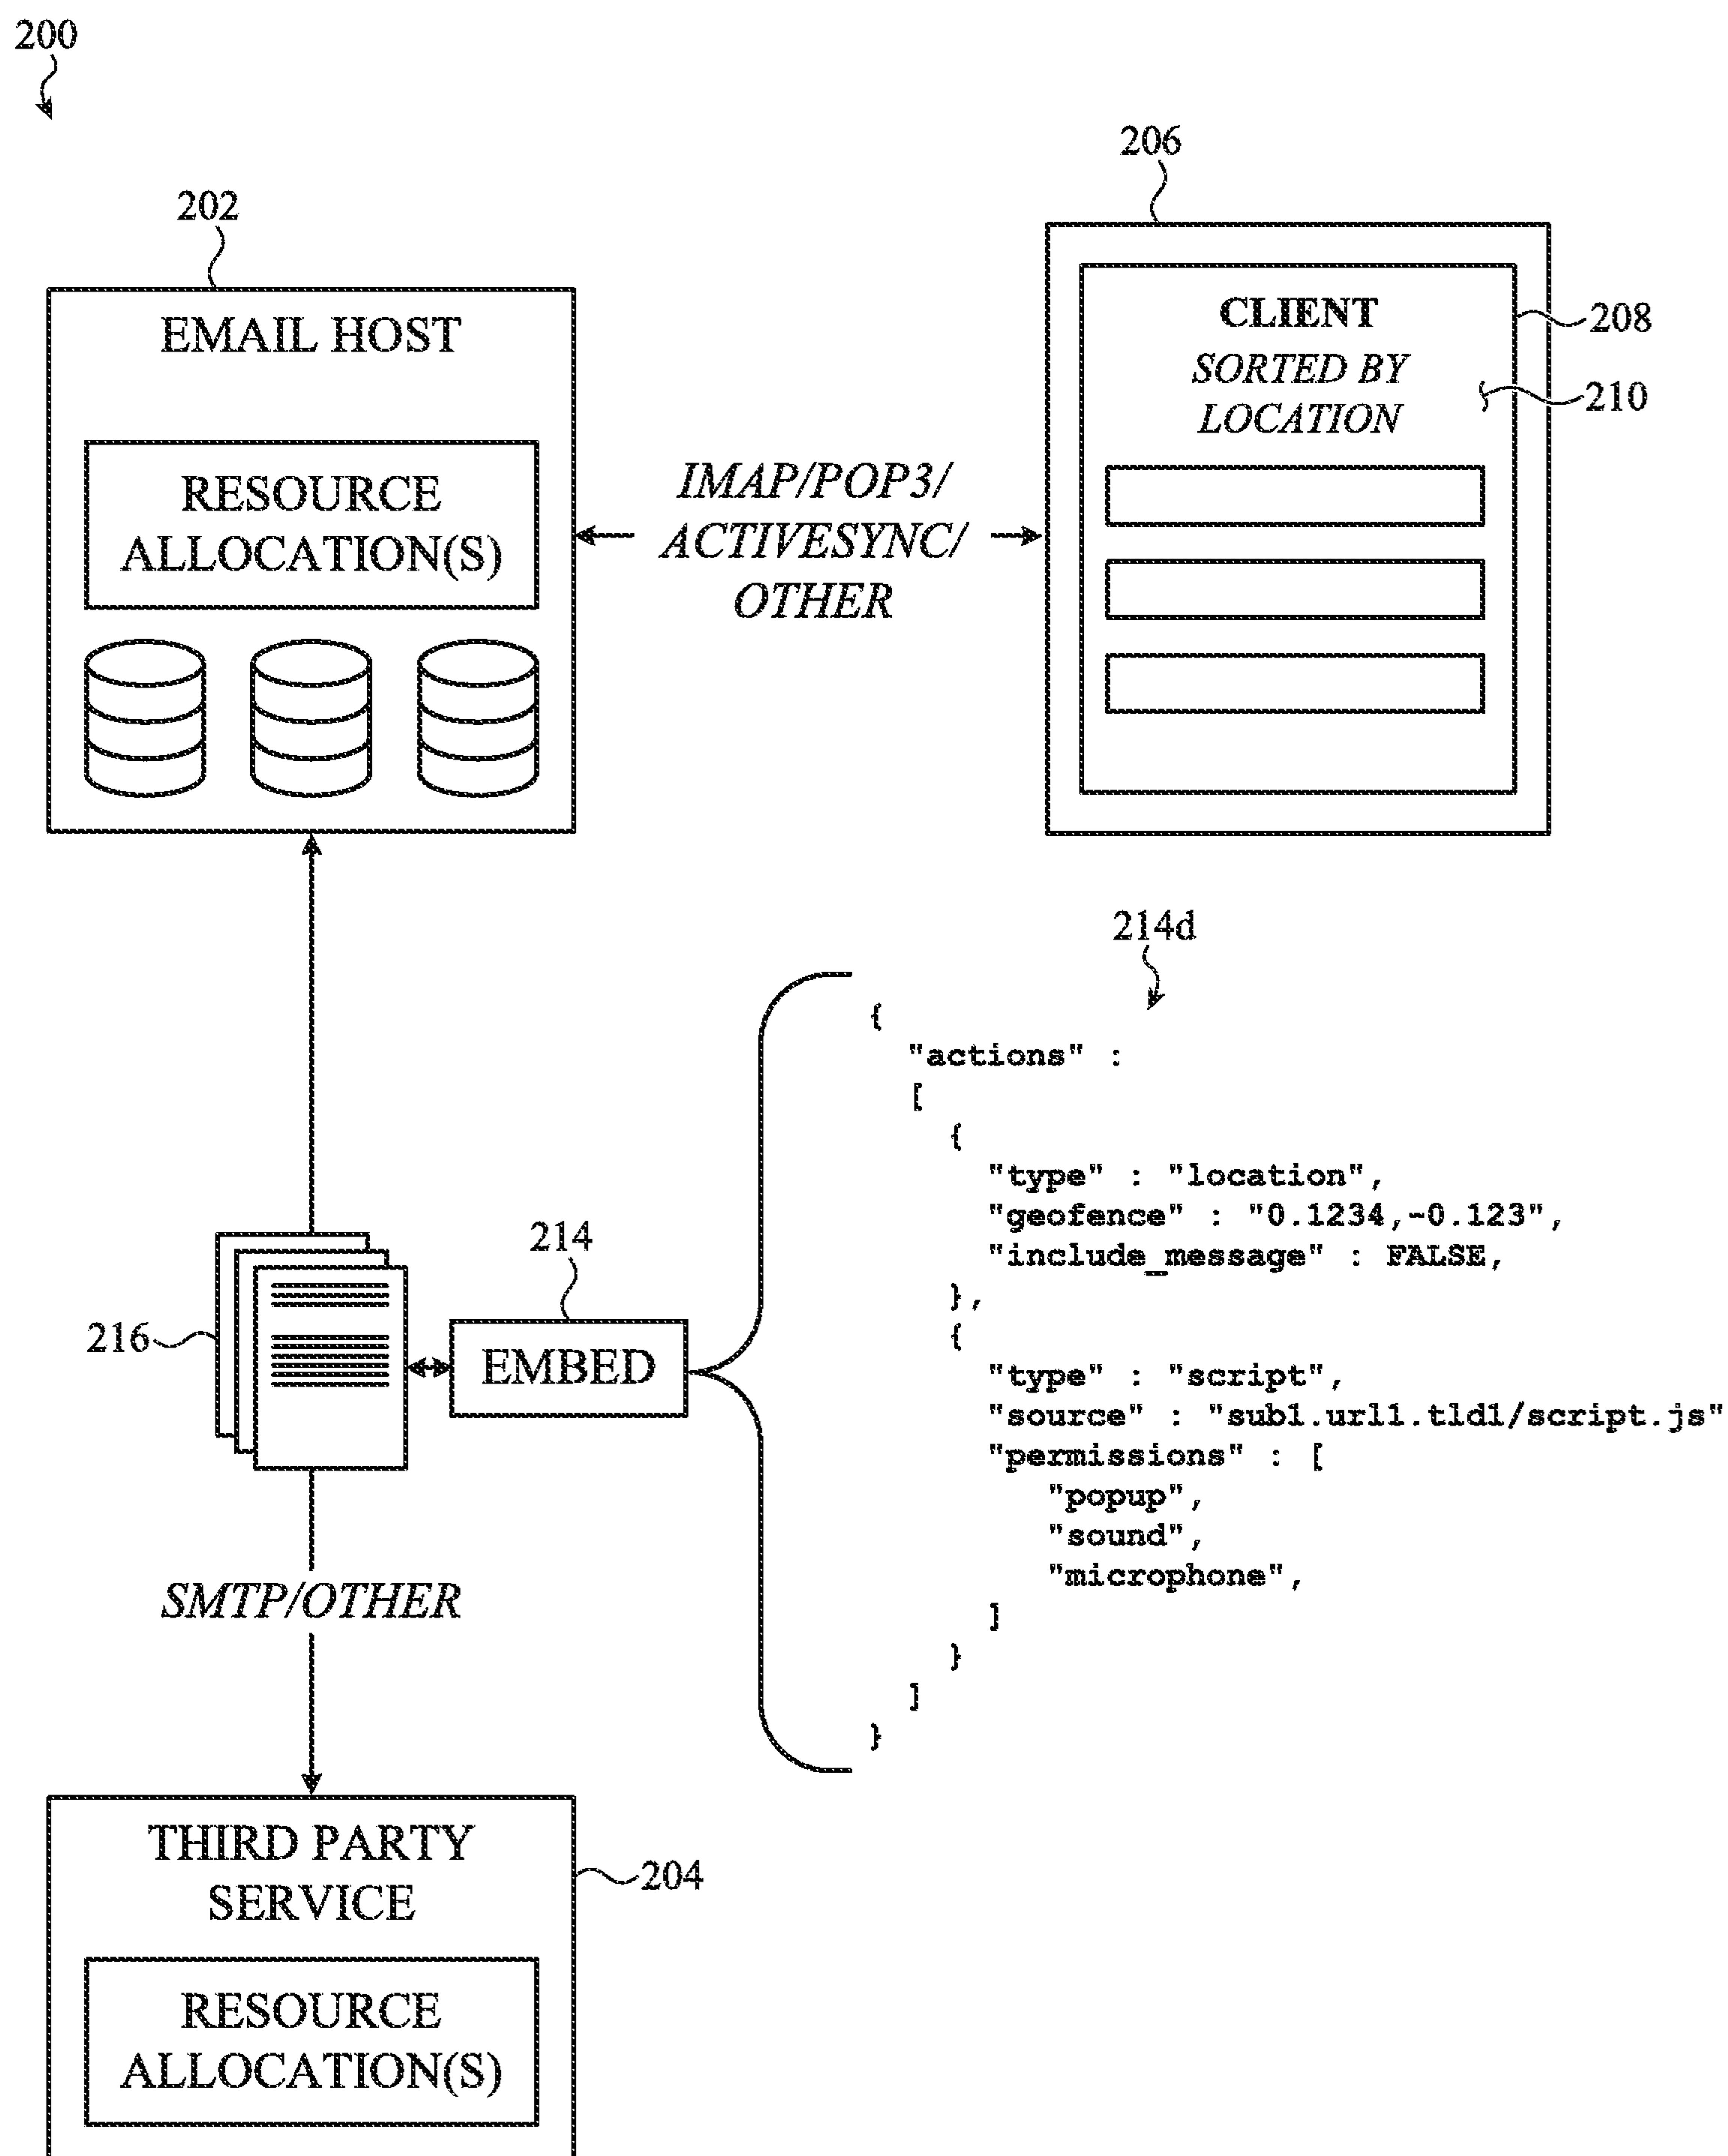 200
206
202
EMAIL HOST
RESOURCE
ALLOCATION(S)
IMAP/POP3/
ACTIVESYNC/
OTHER
CLIENT
SORTED BY
LOCATION
208
210
214d
{
"actions" :
[
{
"type" : "location",
"geofence" : "0.1234,-0.123",
"include_message" : FALSE,
},
{
"type" : "script",
"source" : "sub1.url1.tld1/script.js"
"permissions" : [
"popup",
"sound",
"microphone",
]
}
]
}
214
EMBED
216
SMTP/OTHER
THIRD PARTY
SERVICE
204
RESOURCE
ALLOCATION(S)